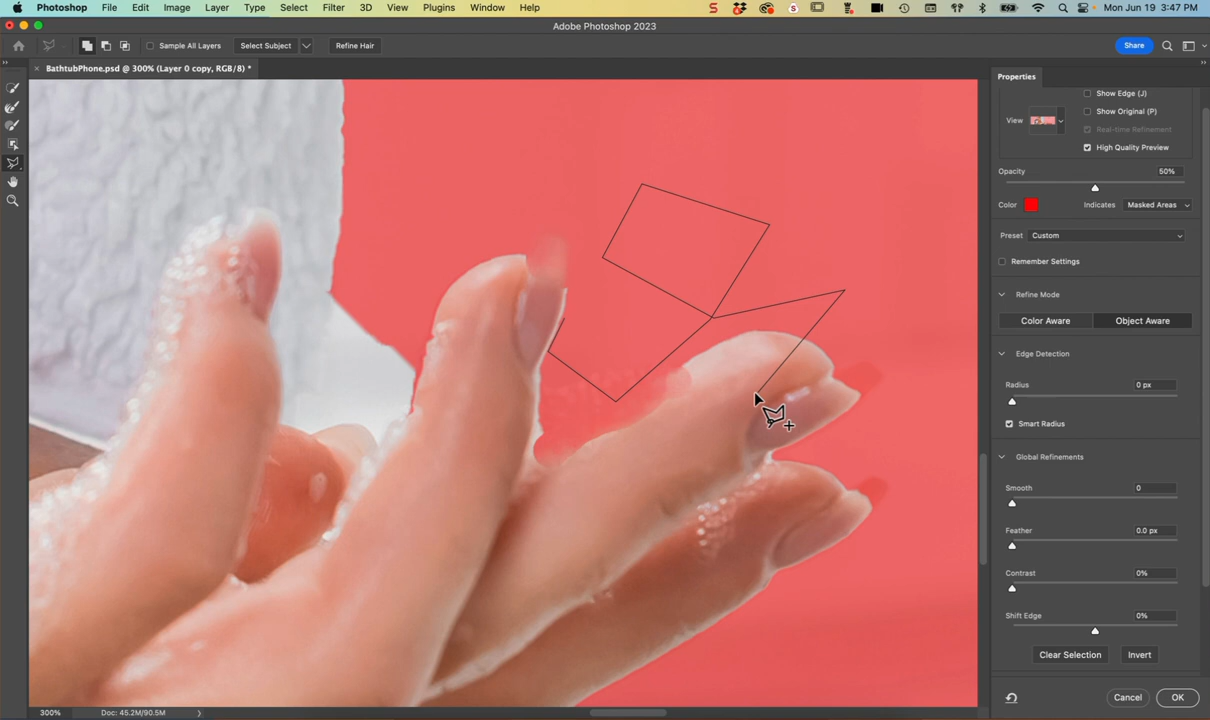 Photoshop File Edit Image Layer Type Select Filter 3D View Plugins Window Help Mon Jun 19 3:47 PM
Adobe Photoshop 2023
Sample All Layers Select Subject Refine Hair Share
BathtubPhone.psd @ 300% (Layer 0 copy, RGB/8) *
Properties
Show Edge (J)
Show Original (P)
View
Real-time Refinement
High Quality Preview
Opacity 50%
Color Indicates Masked Areas
Preset Custom
Remember Settings
Refine Mode
Color Aware Object Aware
Edge Detection
Radius 0 px
Smart Radius
Global Refinements
Smooth 0
Feather 0.0 px
Contrast 0%
Shift Edge 0%
Clear Selection Invert
Cancel OK
300% Doc: 45.2M/90.5M